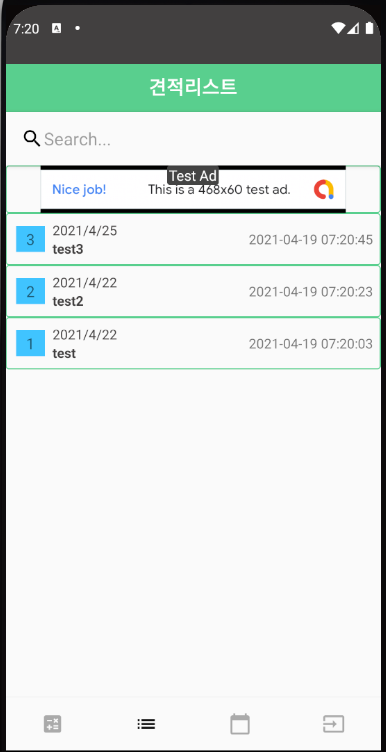 7:20
견적리스트
Search...
Test Ad
Nice job!
This is a 468x60 test ad.
3
2021/4/25
test3
2021-04-19 07:20:45
2
2021/4/22
test2
2021-04-19 07:20:23
1
2021/4/22
test
2021-04-19 07:20:03